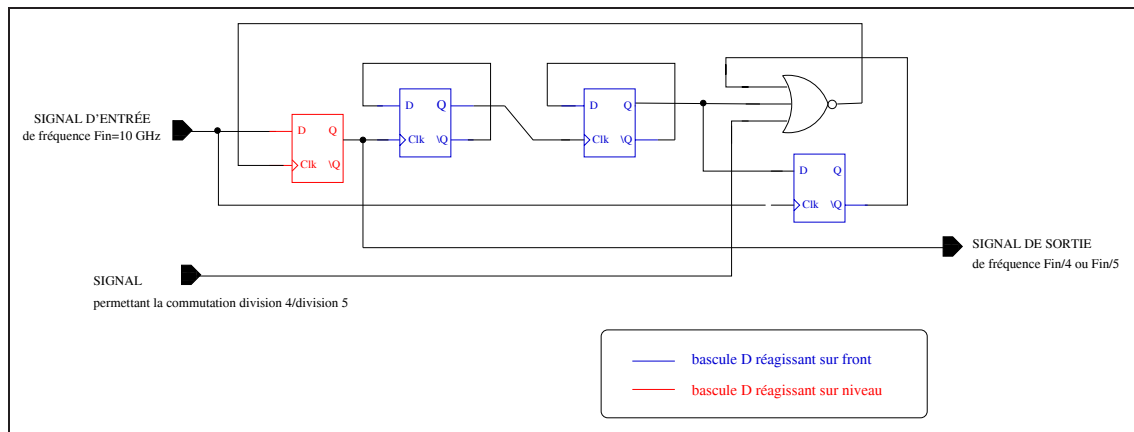 D Q
Clk \Q
D Q
Clk \Q
SIGNAL D'ENTRÉE
de fréquence Fin=10 GHz
D Q
Clk \Q
D Q
Clk \Q
SIGNAL DE SORTIE
de fréquence Fin/4 ou Fin/5
SIGNAL
permettant la commutation division 4/division 5
bascule D réagissant sur front
bascule D réagissant sur niveau